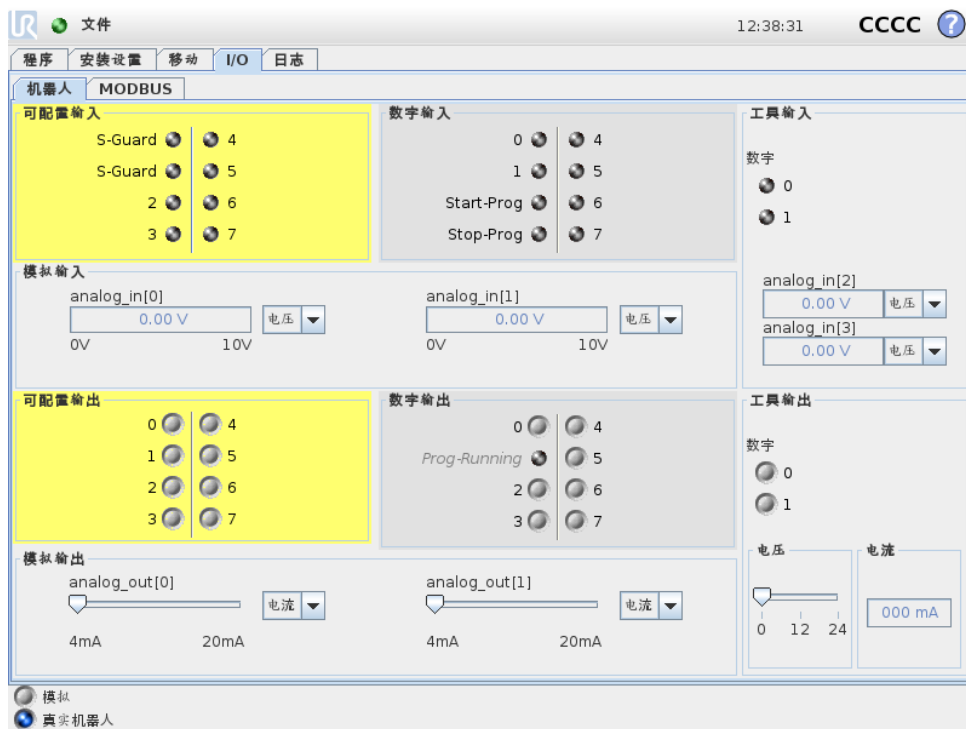 UR 文件 12:38:31 CCCC ?
程序 安装设置 移动 I/O 日志
机器人 MODBUS
可配置输入
S-Guard 4
S-Guard 5
2 6
3 7
数字输入
0 4
1 5
Start-Prog 6
Stop-Prog 7
工具输入
数字
0
1
模拟输入
analog_in[0]
0.00 V 电压
0V 10V
analog_in[1]
0.00 V 电压
0V 10V
analog_in[2]
0.00 V 电压
analog_in[3]
0.00 V 电压
可配置输出
0 4
1 5
2 6
3 7
数字输出
0 4
Prog-Running 5
2 6
3 7
工具输出
数字
0
1
模拟输出
analog_out[0]
电流
4mA 20mA
analog_out[1]
电流
4mA 20mA
电压
0 12 24
电流
000 mA
模拟
真实机器人